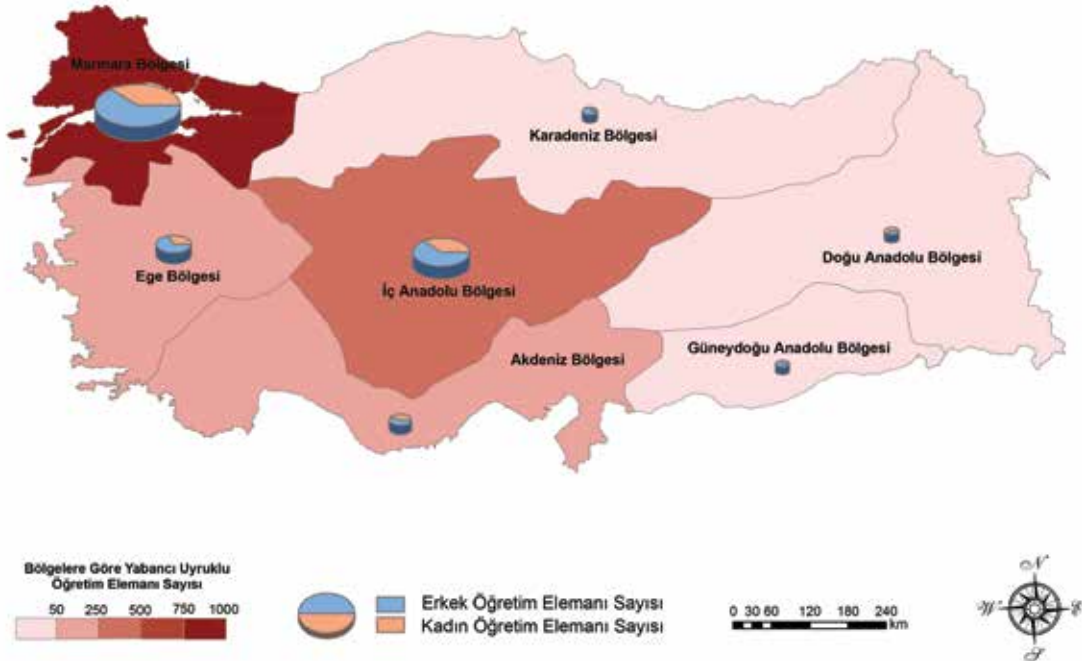 Marmara Bölgesi
Karadeniz Bölgesi
Ege Bölgesi
İç Anadolu Bölgesi
Doğu Anadolu Bölgesi
Akdeniz Bölgesi
Güneydoğu Anadolu Bölgesi
Bölgelere Göre Yabancı Uyruklu
Öğretim Elemanı Sayısı
50 250 500 750 1000
Erkek Öğretim Elemanı Sayısı
Kadın Öğretim Elemanı Sayısı
0 30 60 120 180 240
km
N
W E
S